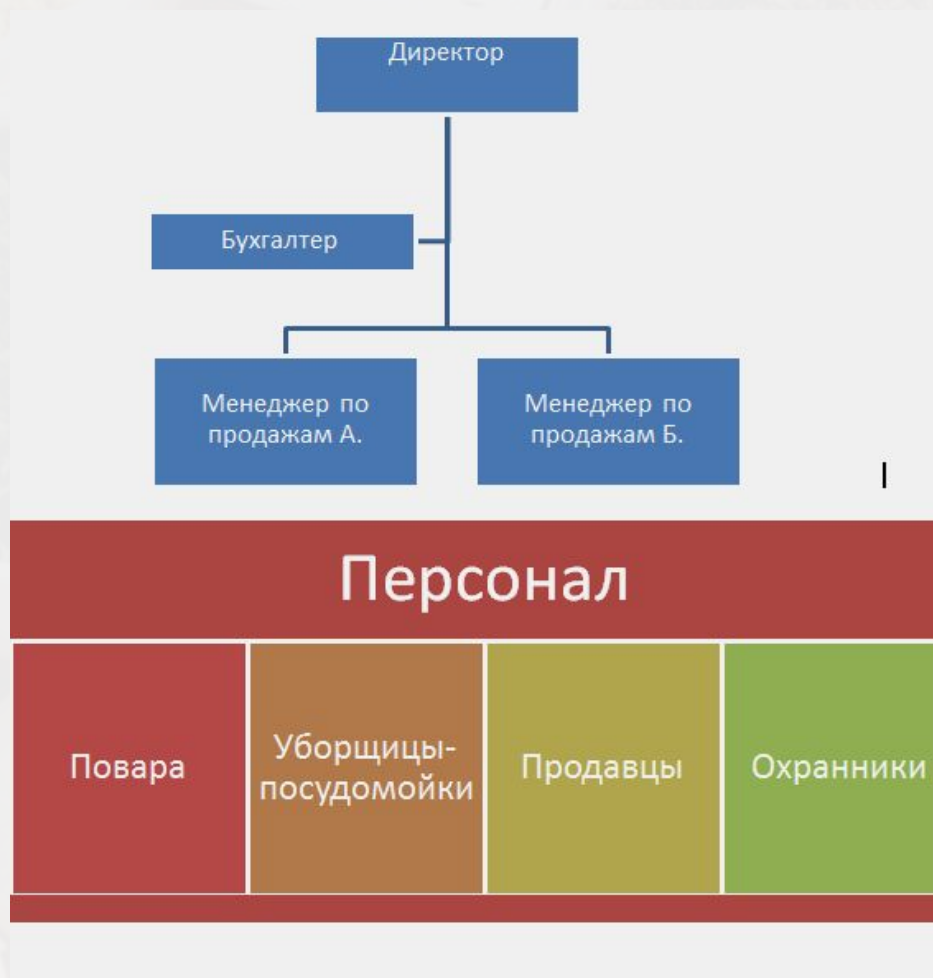 Директор
Бухгалтер
Менеджер по
продажам А.
Менеджер по
продажам Б.
Персонал
Повара
Уборщицы-
посудомойки
Продавцы
Охранники